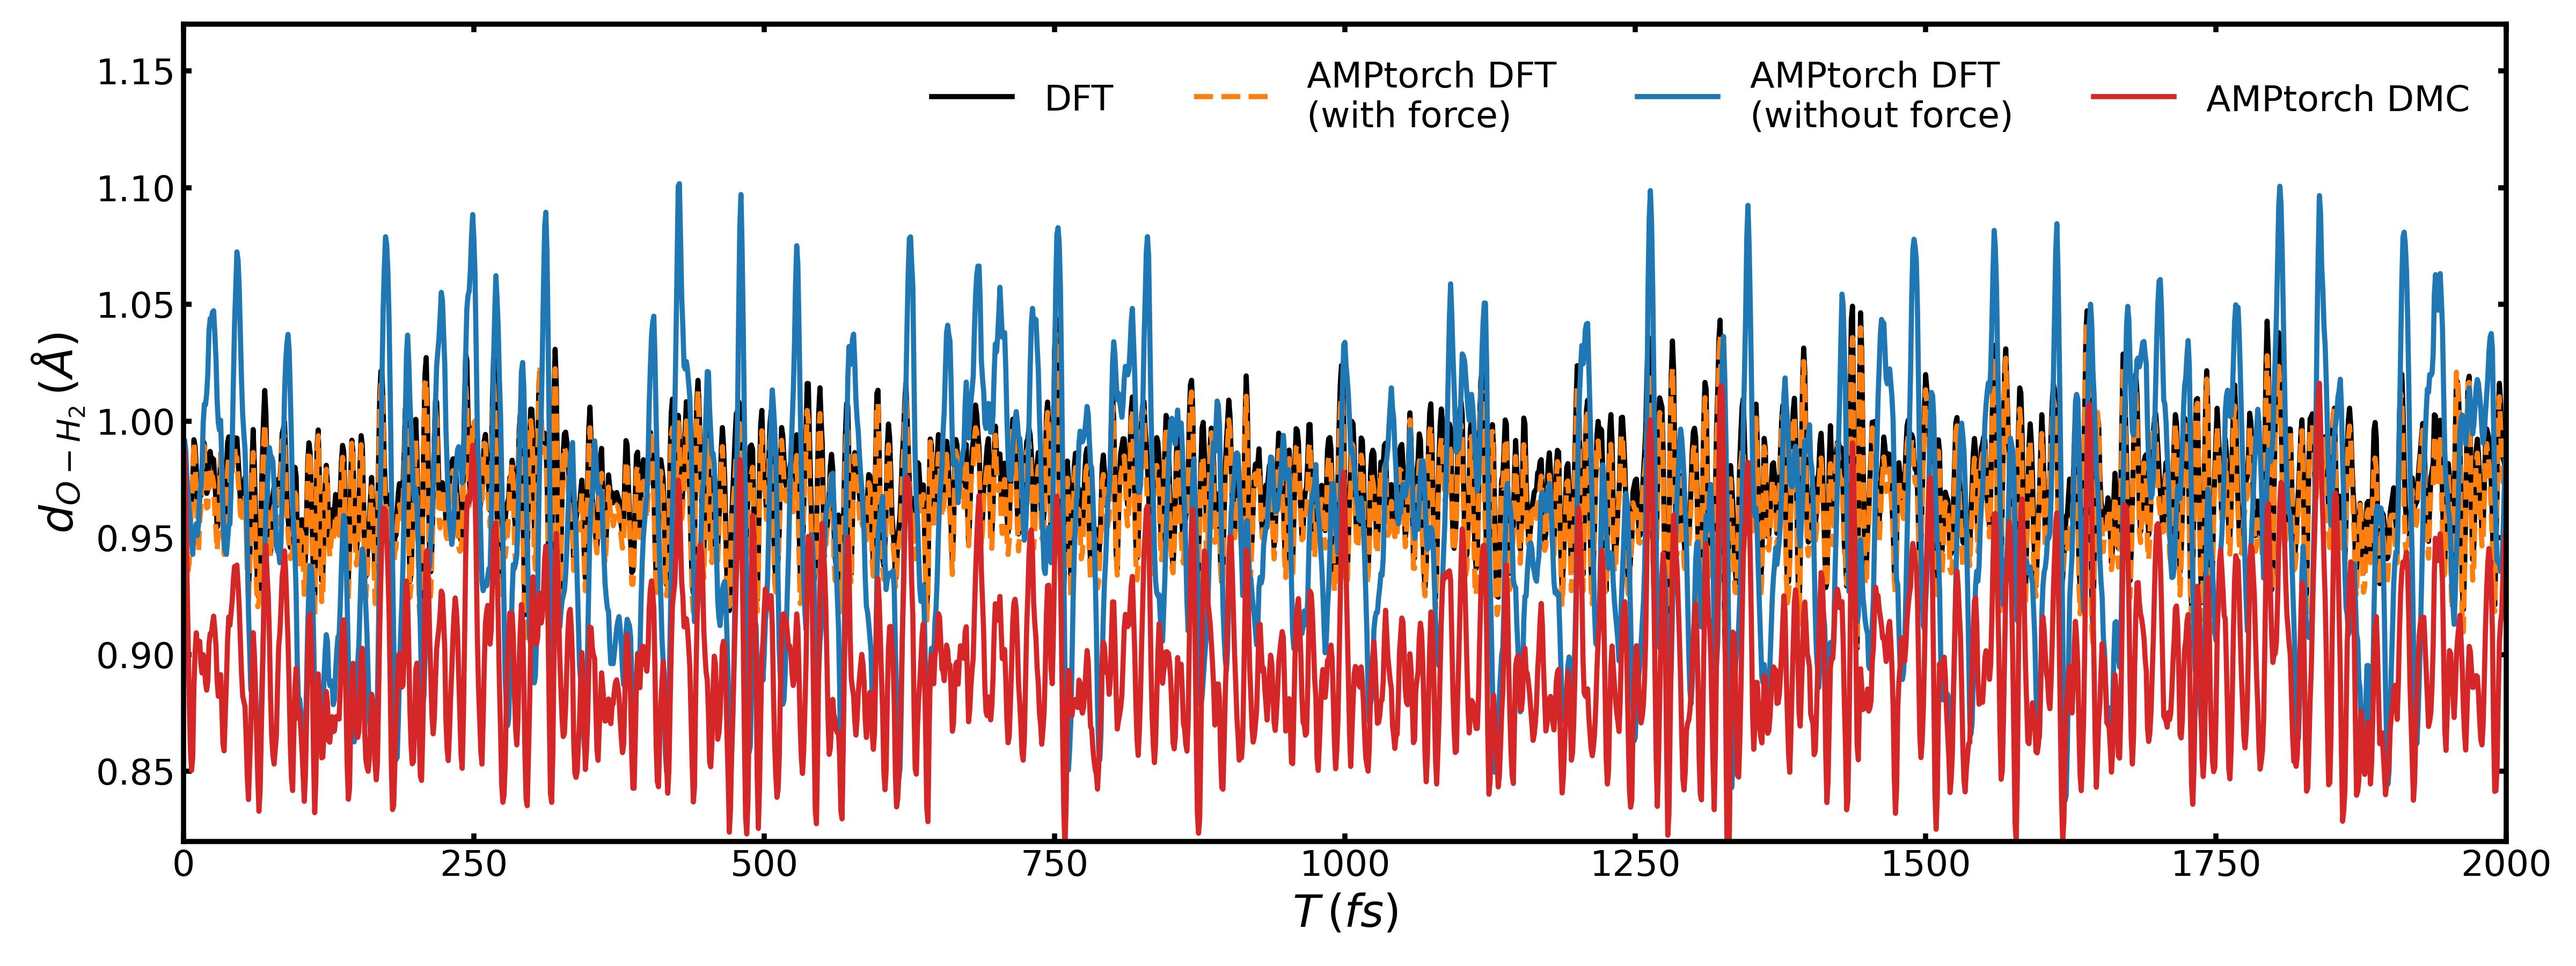 DFT
AMPtorch DFT
(with force)
AMPtorch DFT
(without force)
AMPtorch DMC
1.15
1.10
1.05
1.00
0.95
0.90
0.85
d_{O-H_2} (Å)
0 250 500 750 1000 1250 1500 1750 2000
T (fs)